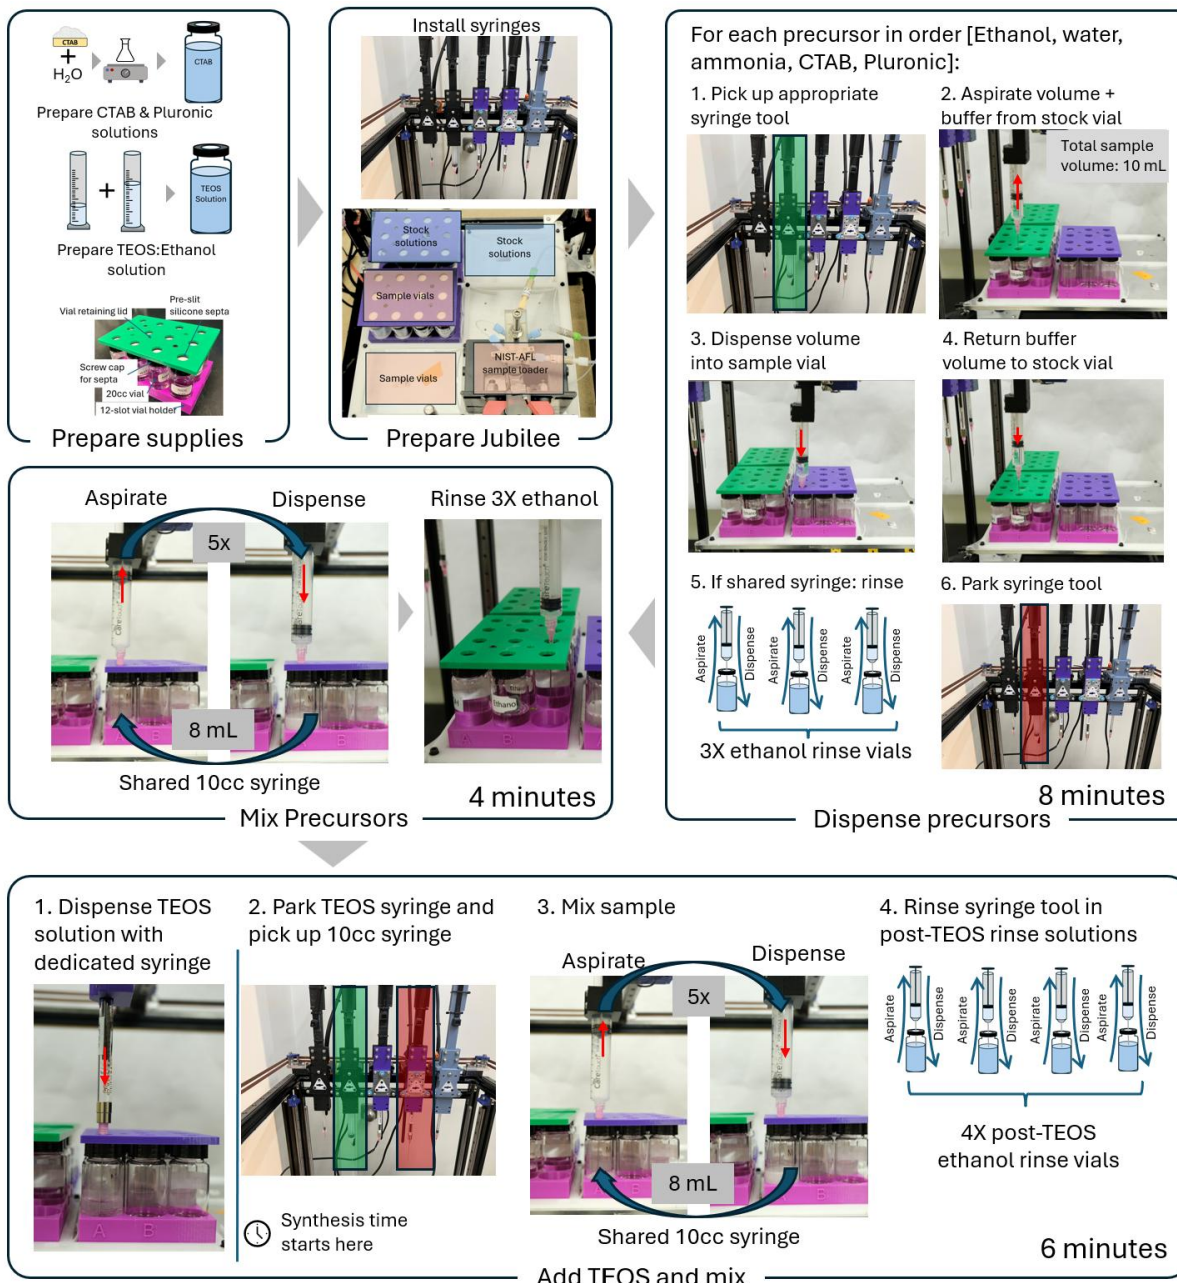 CTAB
+
H₂O
CTAB
Prepare CTAB & Pluronic
solutions
+
TEOS
Solution
Prepare TEOS:Ethanol
solution
Pre-slit
silicone septa
Vial retaining lid
Screw cap
for septa
20cc vial
12-slot vial holder
Prepare supplies
Install syringes
Stock
solutions
Stock
solutions
Sample vials
Sample vials
NIST-AFL
sample loader
Prepare Jubilee
For each precursor in order [Ethanol, water,
ammonia, CTAB, Pluronic]:
1. Pick up appropriate
syringe tool
2. Aspirate volume +
buffer from stock vial
Total sample
volume: 10 mL
3. Dispense volume
into sample vial
4. Return buffer
volume to stock vial
5. If shared syringe: rinse
Aspirate
Dispense
Aspirate
Dispense
Aspirate
Dispense
3X ethanol rinse vials
6. Park syringe tool
8 minutes
Dispense precursors
Aspirate
Dispense
5x
8 mL
Shared 10cc syringe
Rinse 3X ethanol
Ethanol
A B
4 minutes
Mix Precursors
1. Dispense TEOS
solution with
dedicated syringe
A B
2. Park TEOS syringe and
pick up 10cc syringe
Synthesis time
starts here
3. Mix sample
Aspirate
Dispense
5x
8 mL
Shared 10cc syringe
4. Rinse syringe tool in
post-TEOS rinse solutions
Aspirate
Dispense
Aspirate
Dispense
Aspirate
Dispense
Aspirate
Dispense
4X post-TEOS
ethanol rinse vials
6 minutes
Add TEOS and mix